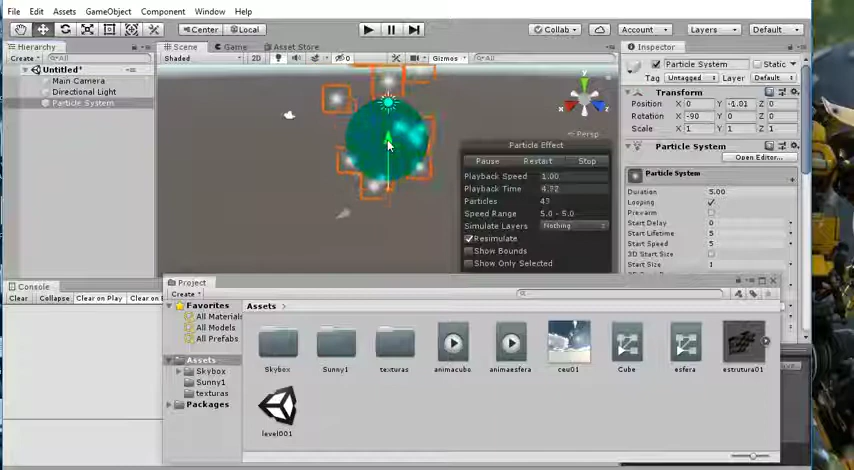 File Edit Assets GameObject Component Window Help
Center Local Collab Account Layers Default
Hierarchy Scene Game Asset Store Inspector
Create All Shaded 2D 0 Gizmos All Particle System Static
Untitled* Tag Untagged Layer Default
Main Camera Transform
Directional Light y x z Position X 0 Y -1.01 Z 0
Particle System Rotation X -90 Y 0 Z 0
Persp Scale X 1 Y 1 Z 1
Particle Effect Particle System
Pause Restart Stop Open Editor...
Playback Speed 1.00 Particle System
Playback Time 4.72 Duration 5.00
Particles 43 Looping
Speed Range 5.0 - 5.0 Prewarm
Simulate Layers Nothing Start Delay 0
Resimulate Start Lifetime 5
Show Bounds Start Speed 5
Show Only Selected 3D Start Size
Start Size 1
Console Project
Clear Collapse Clear on Play Clear on B Create
Favorites Assets
All Materials
All Models
All Prefabs
Assets
Skybox
Sunny1
texturas
Packages
Skybox Sunny1 texturas animacubo animaesfera ceu01 Cube esfera estrutura01
level001